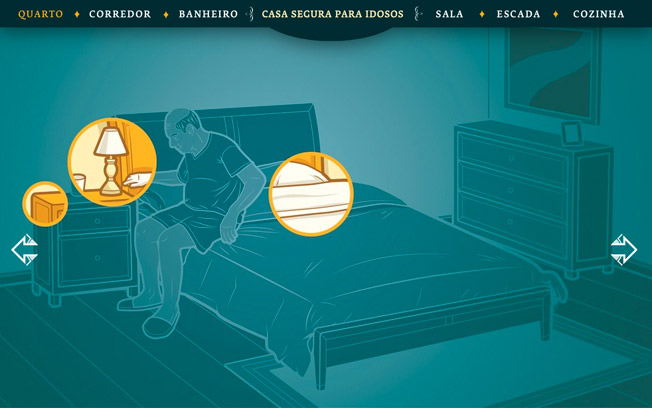 QUARTO ♦ CORREDOR ♦ BANHEIRO CASA SEGURA PARA IDOSOS SALA ♦ ESCADA ♦ COZINHA